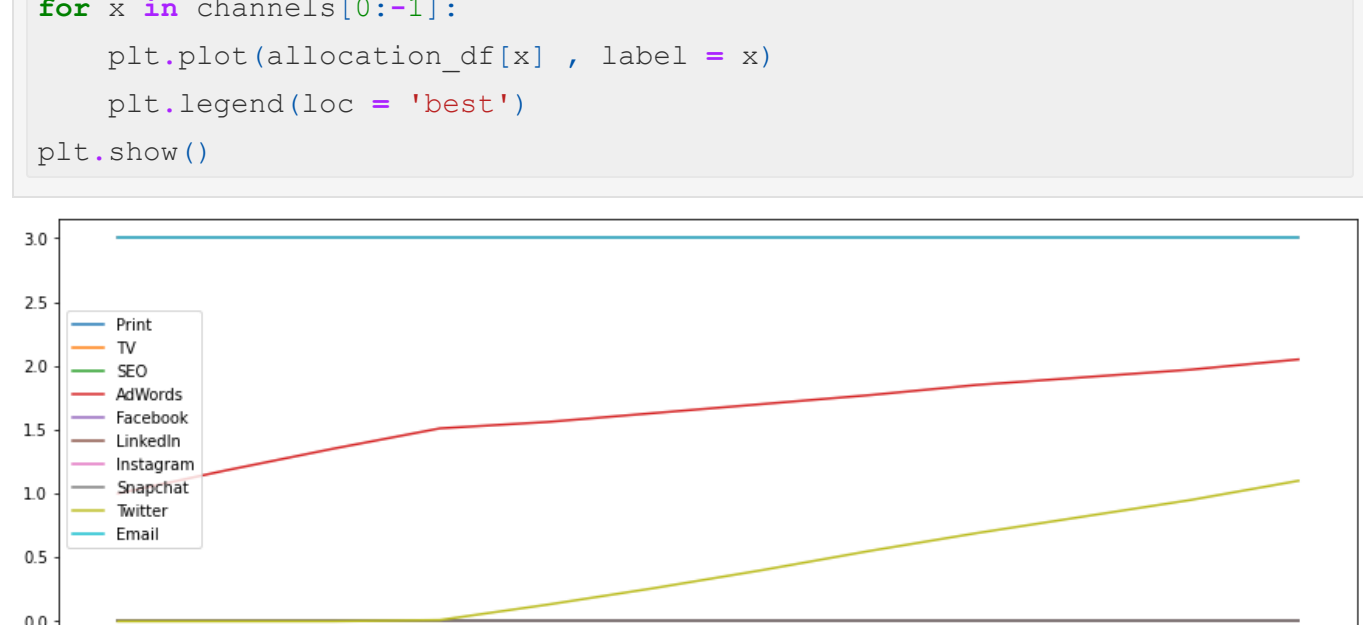 for x in channels[0:-1]:
    plt.plot(allocation_df[x] , label = x)
    plt.legend(loc = 'best')
plt.show()
3.0
2.5
Print
TV
SEO
2.0
AdWords
Facebook
1.5
LinkedIn
Instagram
1.0
Snapchat
Twitter
Email
0.5
0.0